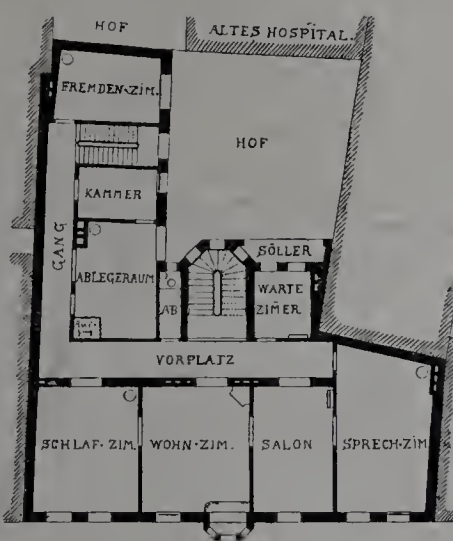 HOF
ALTES HOSPITAL.
FREMDEN-ZIM.
HOF
KAMMER
GANG
ABLEGERAUM
SÖLLER
WARTE
ZIMER.
AB
VORPLATZ
SCHLAF-ZIM.
WOHN-ZIM.
SALON
SPRECH-ZIM.